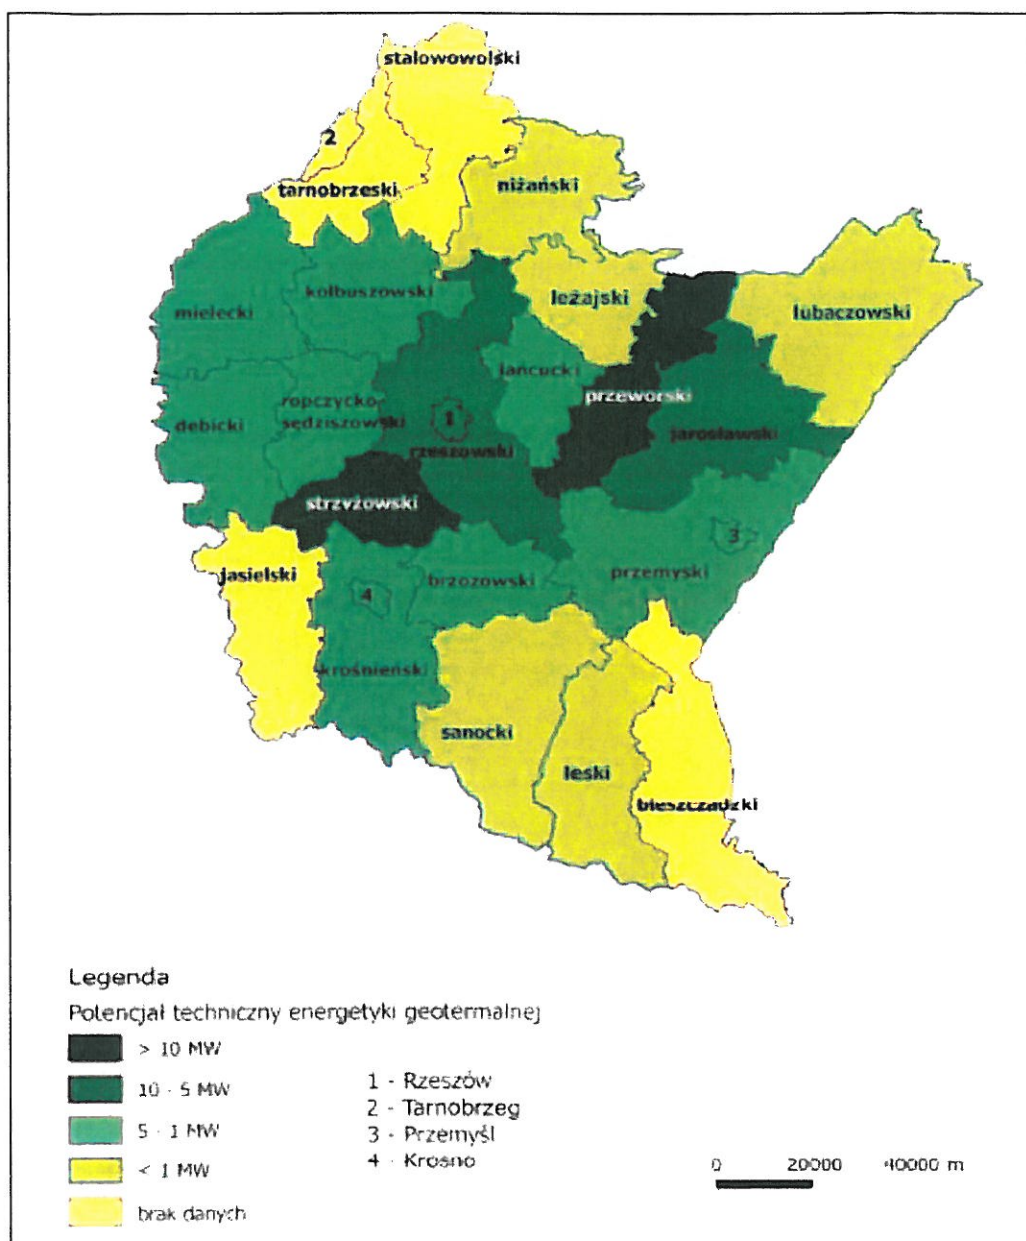 stalowowolski
2
tarnobrzeski
niżański
leżajski
lubaczowski
kolbuszowski
mielecki
łańcucki
przeworski
ropczycko
sędziszowski
debicki
1
rzeszowski
jarosławski
strzyżowski
3
jasielski
brzozowski
przemyski
4
krośnieński
sanocki
leski
bieszczadzki
Legenda
Potencjał techniczny energetyki geotermalnej
> 10 MW
10 - 5 MW
5 - 1 MW
< 1 MW
brak danych
1 - Rzeszów
2 - Tarnobrzeg
3 - Przemyśl
4 - Krosno
0 20000 40000 m